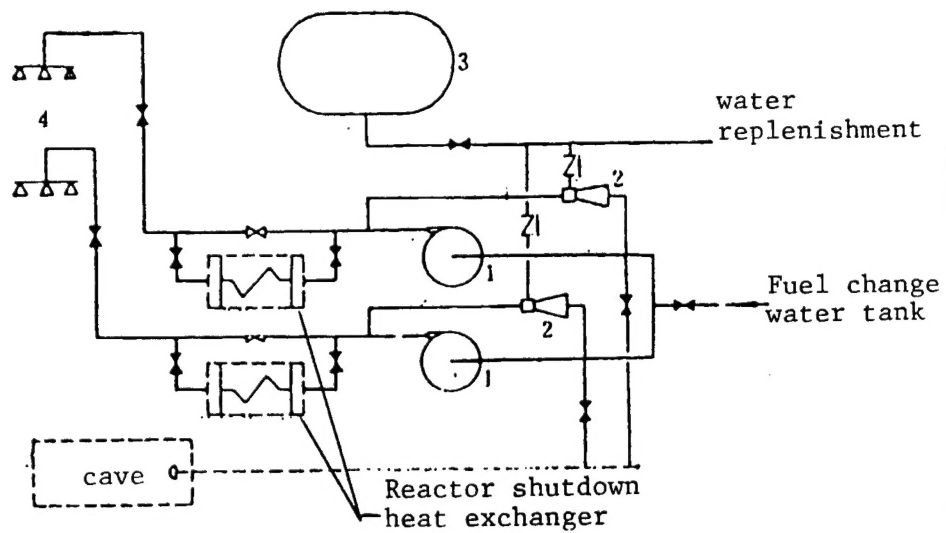 3
4
water
replenishment
2
1
Fuel change
water tank
2
1
cave
Reactor shutdown
heat exchanger